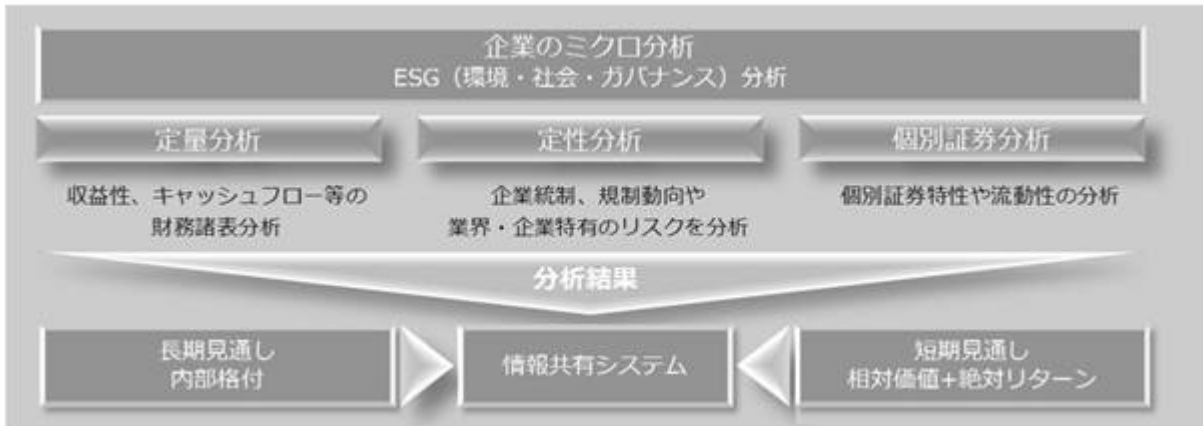 企業のミクロ分析
ESG（環境・社会・ガバナンス）分析
定量分析
定性分析
個別証券分析
収益性、キャッシュフロー等の
財務諸表分析
企業統制、規制動向や
業界・企業特有のリスクを分析
個別証券特性や流動性の分析
分析結果
長期見通し
内部格付
情報共有システム
短期見通し
相対価値+絶対リターン